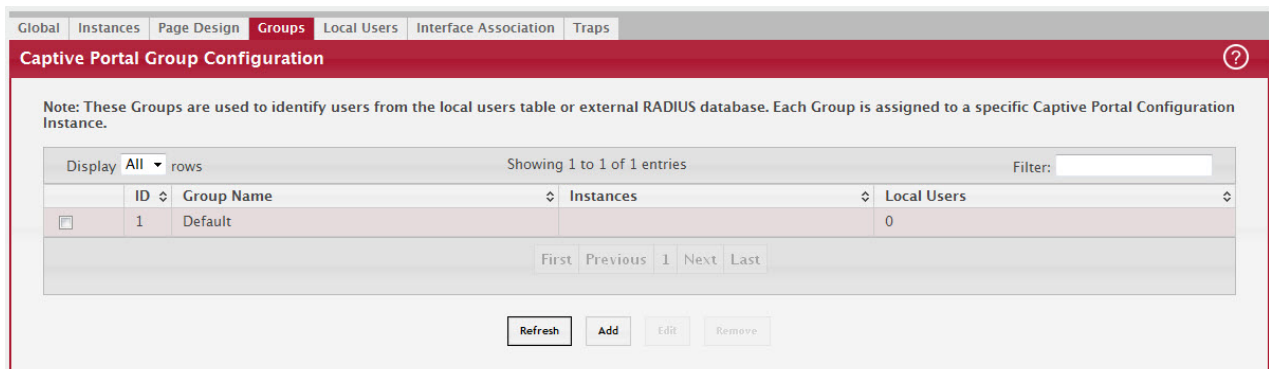 Global Instances Page Design Groups Local Users Interface Association Traps
Captive Portal Group Configuration ?
Note: These Groups are used to identify users from the local users table or external RADIUS database. Each Group is assigned to a specific Captive Portal Configuration
Instance.
Display All rows Showing 1 to 1 of 1 entries Filter:
ID Group Name Instances Local Users
1 Default 0
First Previous 1 Next Last
Refresh Add Edit Remove